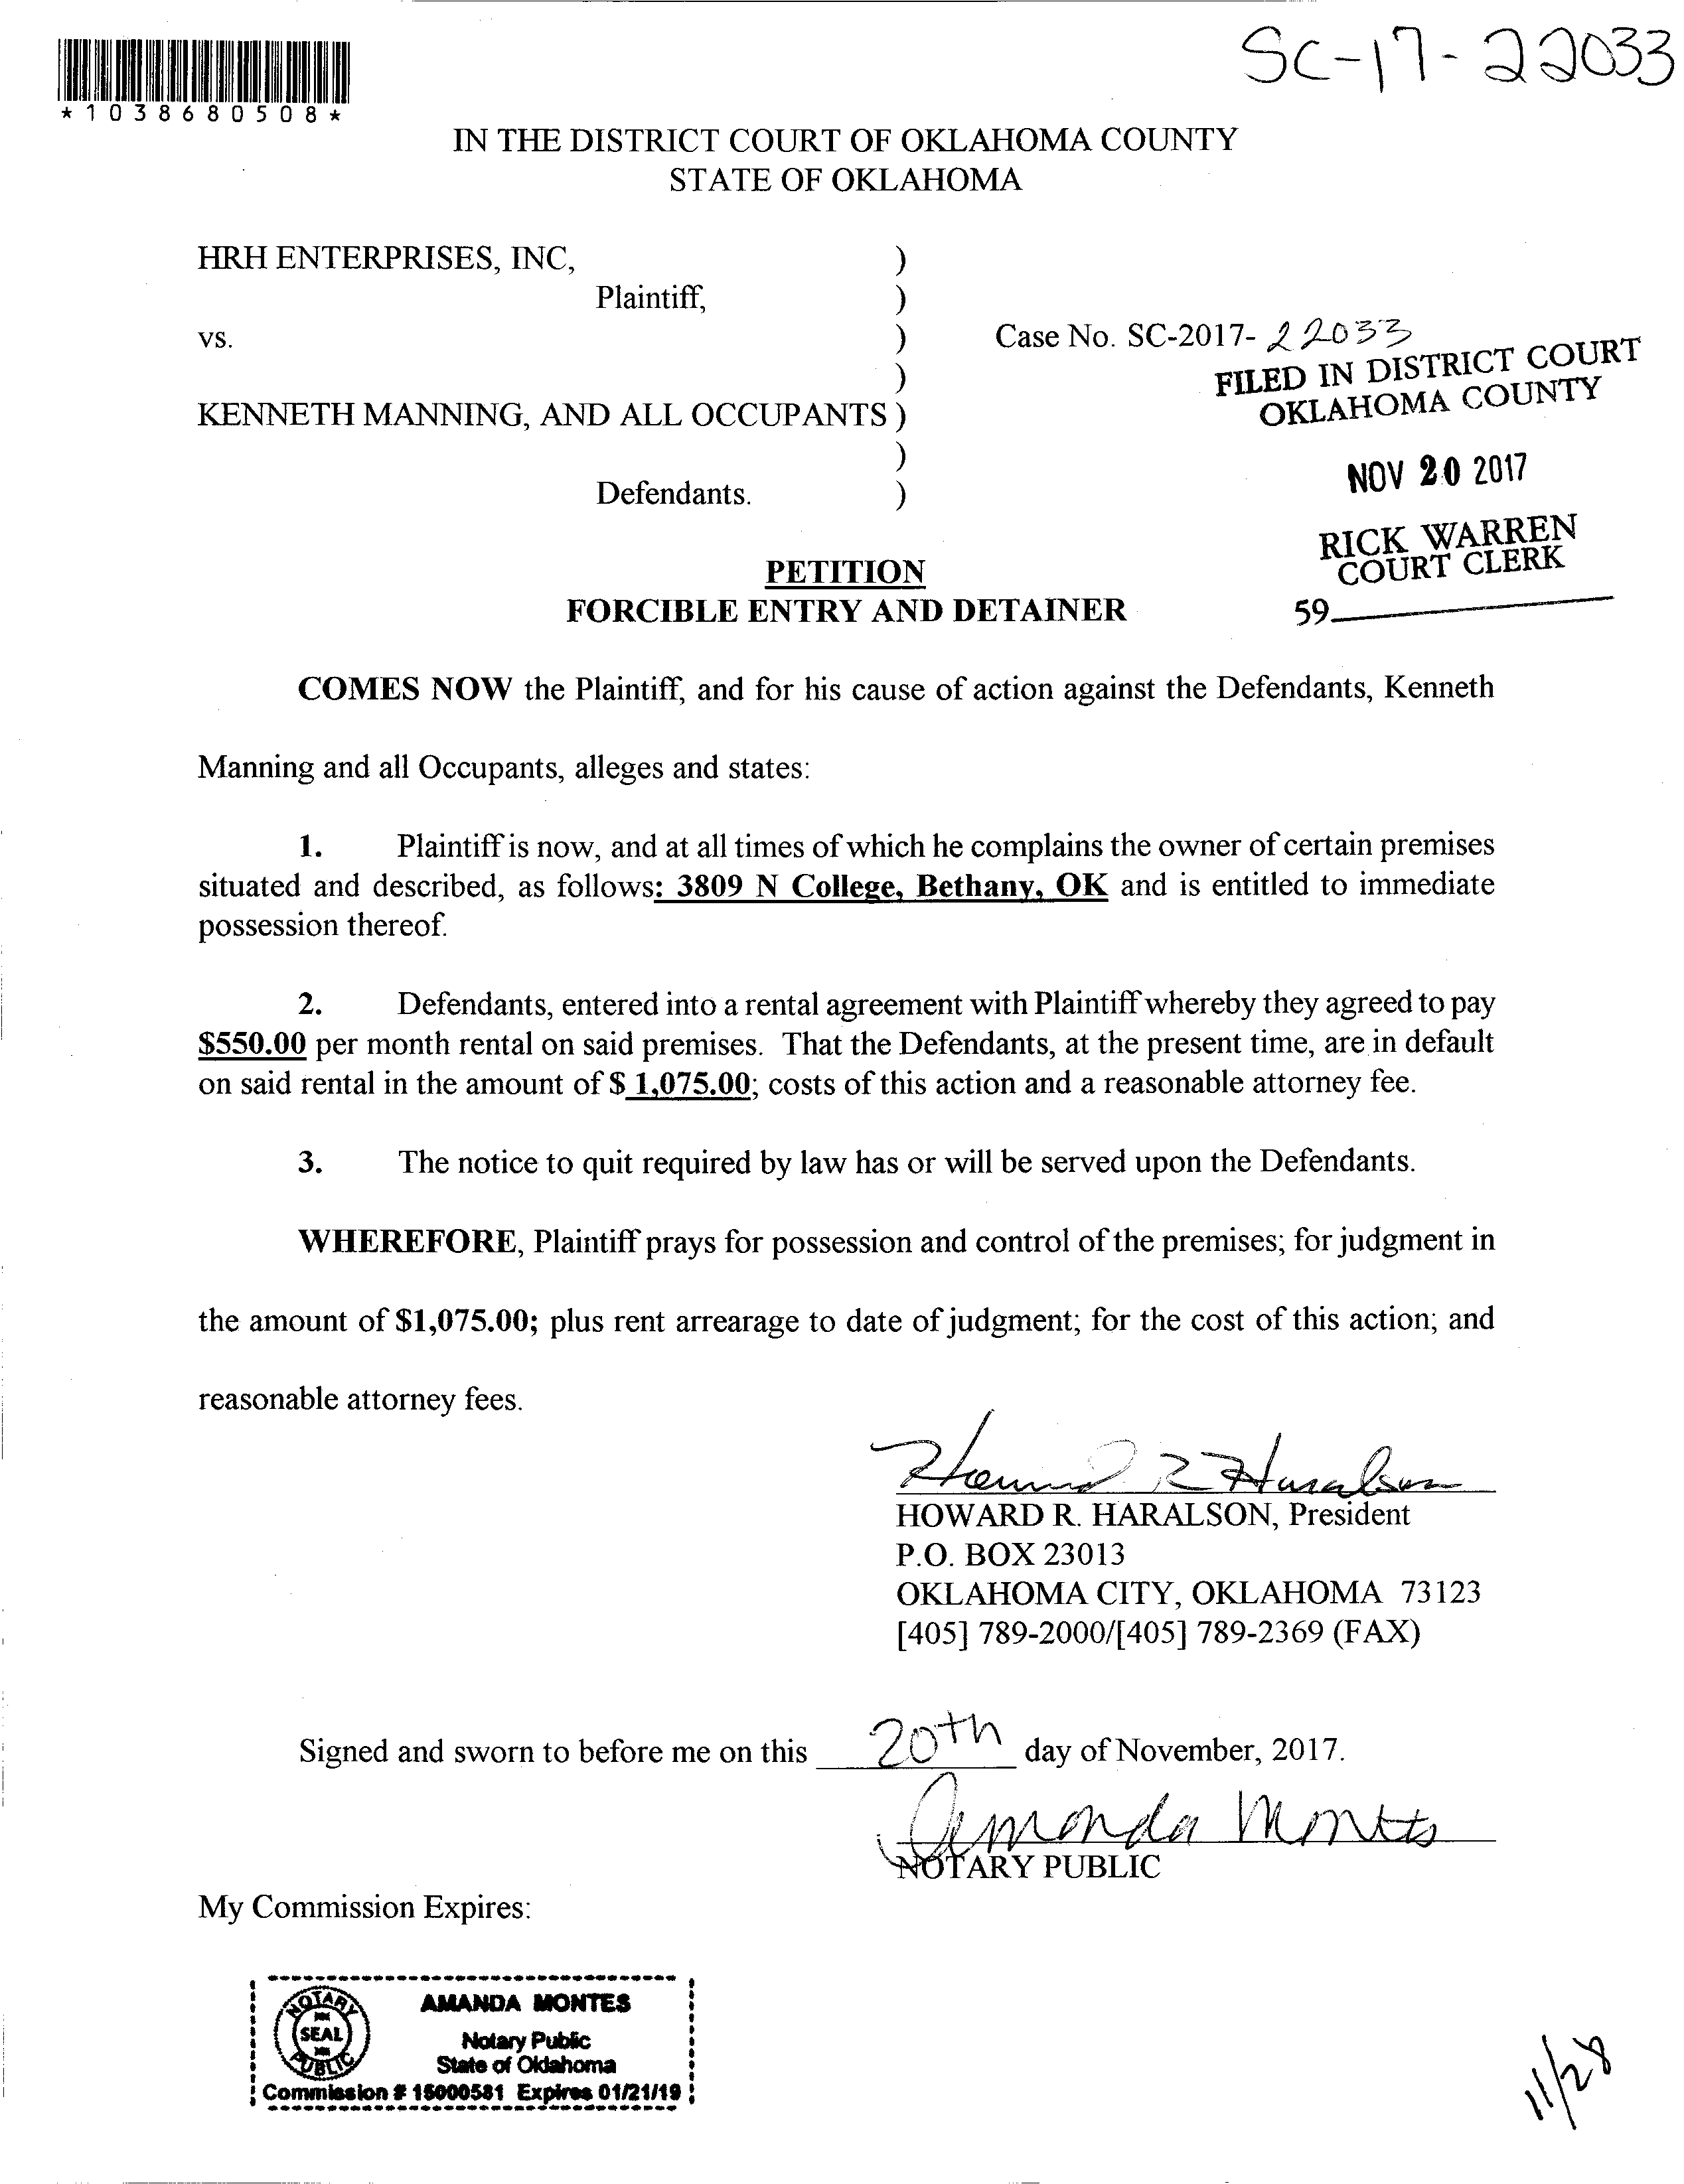 SC-17-22033
*1038680508*
IN THE DISTRICT COURT OF OKLAHOMA COUNTY
STATE OF OKLAHOMA
HRH ENTERPRISES, INC, )
Plaintiff, )
vs. ) Case No. SC-2017- 22033
)
FILED IN DISTRICT COURT
OKLAHOMA COUNTY
KENNETH MANNING, AND ALL OCCUPANTS )
)
NOV 20 2017
Defendants. )
RICK WARREN
COURT CLERK
59
PETITION
FORCIBLE ENTRY AND DETAINER
COMES NOW the Plaintiff, and for his cause of action against the Defendants, Kenneth
Manning and all Occupants, alleges and states:
1. Plaintiff is now, and at all times of which he complains the owner of certain premises
situated and described, as follows: 3809 N College, Bethany, OK and is entitled to immediate
possession thereof.
2. Defendants, entered into a rental agreement with Plaintiff whereby they agreed to pay
$550.00 per month rental on said premises. That the Defendants, at the present time, are in default
on said rental in the amount of $ 1,075.00; costs of this action and a reasonable attorney fee.
3. The notice to quit required by law has or will be served upon the Defendants.
WHEREFORE, Plaintiff prays for possession and control of the premises; for judgment in
the amount of $1,075.00; plus rent arrearage to date of judgment; for the cost of this action; and
reasonable attorney fees.
Howard R Haralson
HOWARD R. HARALSON, President
P.O. BOX 23013
OKLAHOMA CITY, OKLAHOMA 73123
[405] 789-2000/[405] 789-2369 (FAX)
Signed and sworn to before me on this 20th day of November, 2017.
Amanda Montes
NOTARY PUBLIC
My Commission Expires:
NOTARY
SEAL
PUBLIC
AMANDA MONTES
Notary Public
State of Oklahoma
Commission # 15000581 Expires 01/21/19
11/28